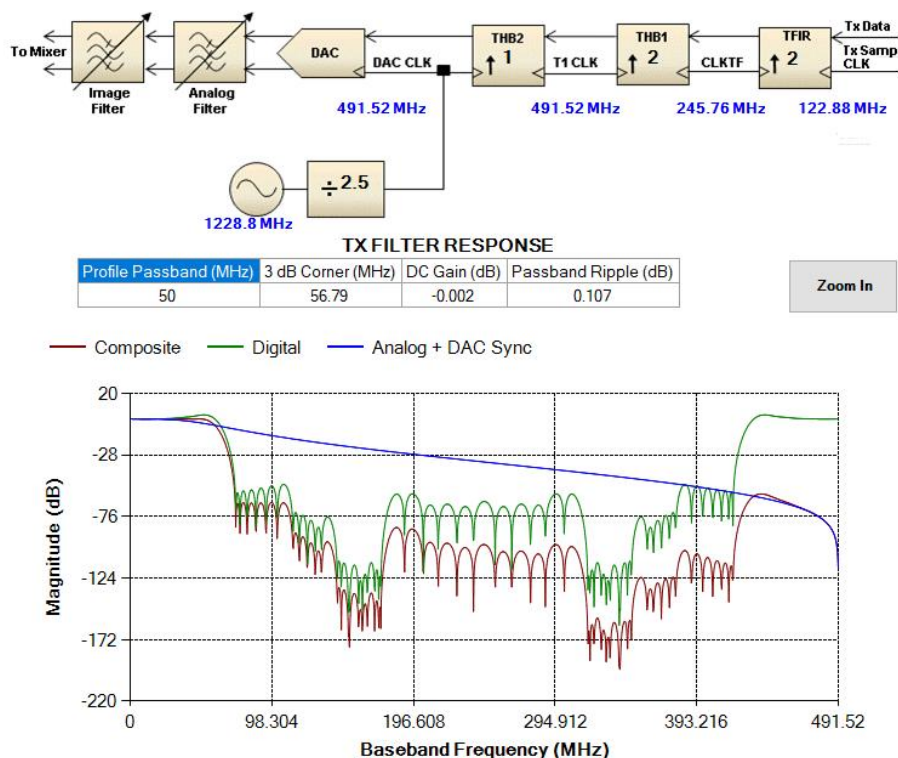 To Mixer
Image
Filter
Analog
Filter
DAC
DAC CLK
THB2
1
T1 CLK
THB1
2
CLKTF
TFIR
2
Tx Data
Tx Samp
CLK
491.52 MHz
491.52 MHz
245.76 MHz
122.88 MHz
÷ 2.5
1228.8 MHz
TX FILTER RESPONSE
Profile Passband (MHz) 3 dB Corner (MHz) DC Gain (dB) Passband Ripple (dB)
50 56.79 -0.002 0.107
Zoom In
Composite Digital Analog + DAC Sync
Magnitude (dB)
20
-28
-76
-124
-172
-220
0 98.304 196.608 294.912 393.216 491.52
Baseband Frequency (MHz)